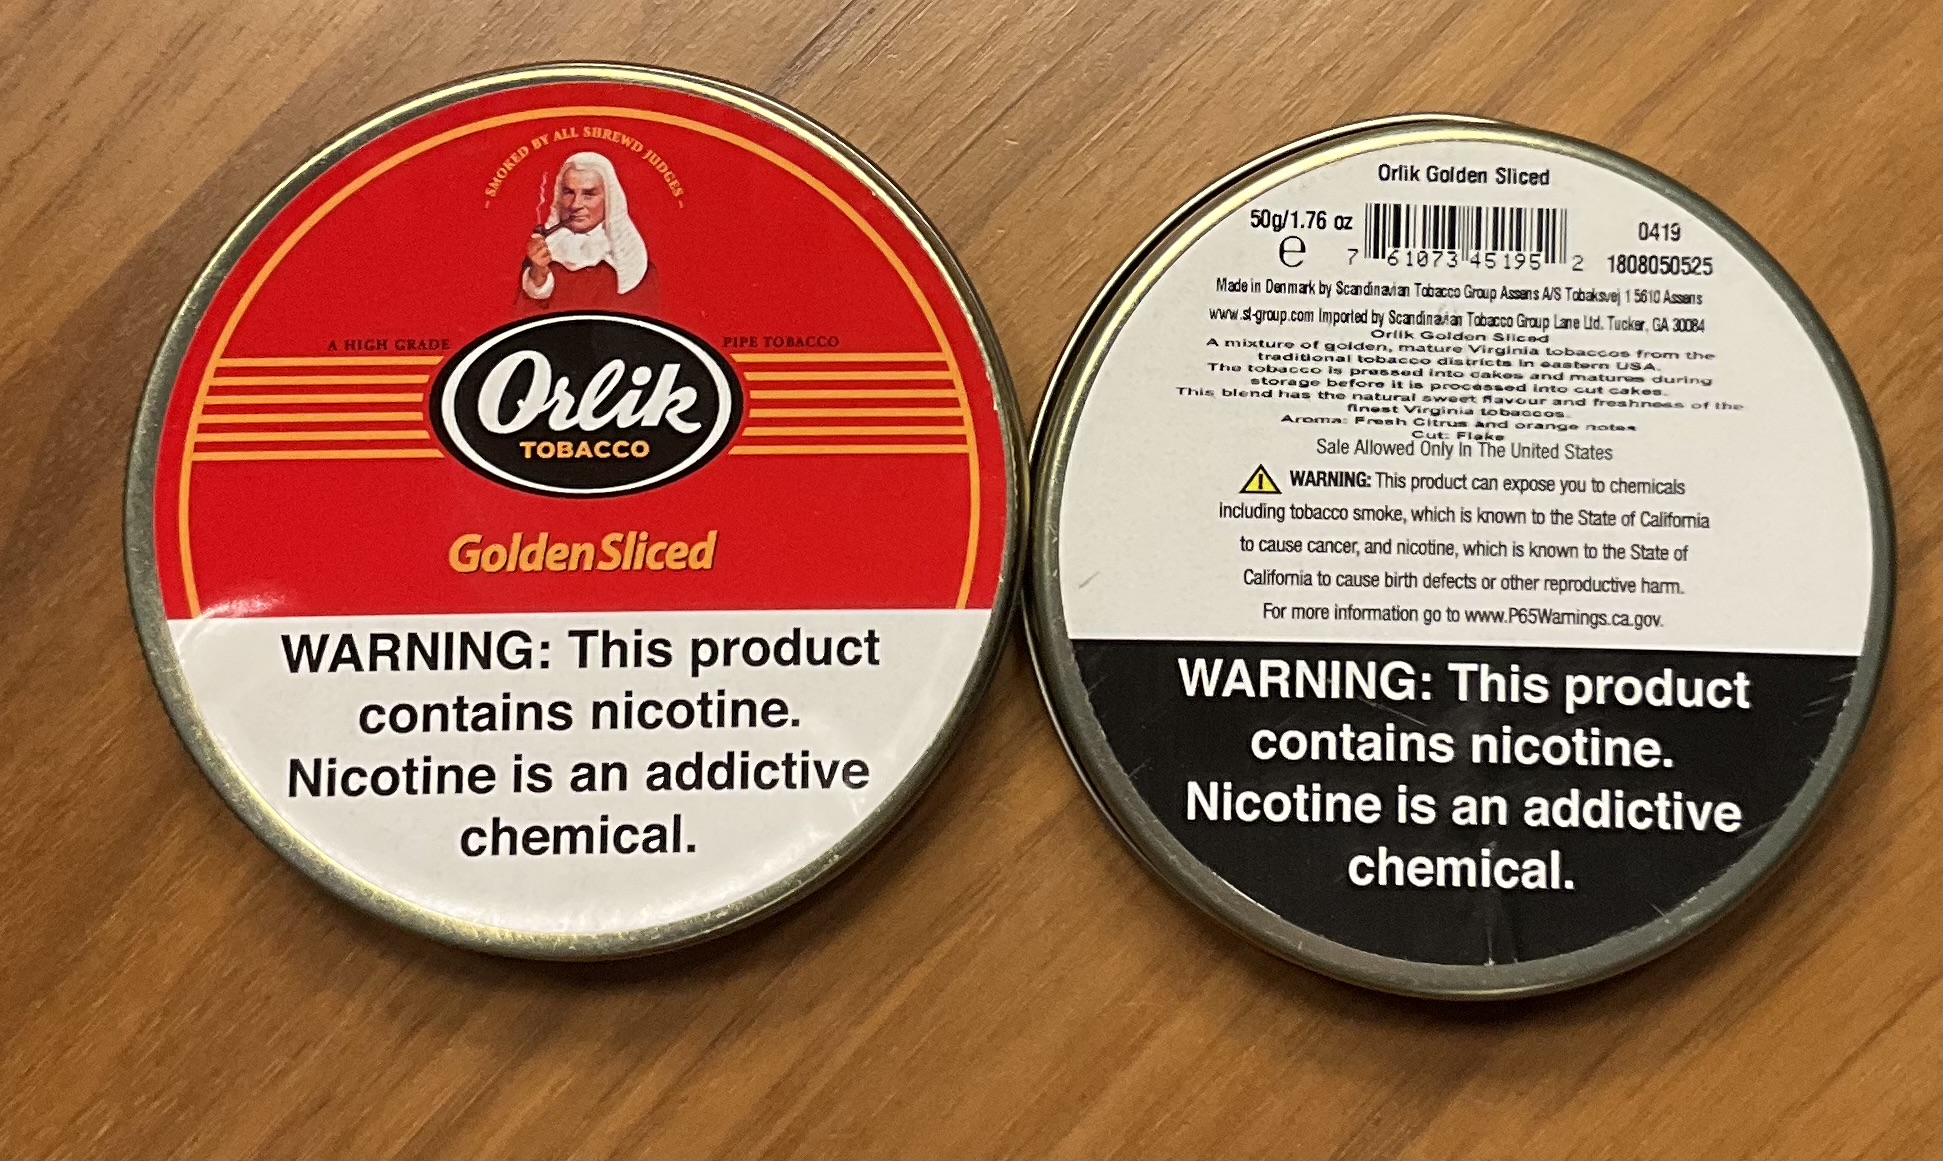 - SMOKED BY ALL SHREWD JUDGES -
A HIGH GRADE PIPE TOBACCO
Orlik
TOBACCO
Golden Sliced
WARNING: This product
contains nicotine.
Nicotine is an addictive
chemical.
Orlik Golden Sliced
50g/1.76 oz
e
7 61073 45195 2
0419
1808050525
Made in Denmark by Scandinavian Tobacco Group Assens A/S Tobaksvej 1 5610 Assens
www.st-group.com Imported by Scandinavian Tobacco Group Lane Ltd. Tucker, GA 30084
Orlik Golden Sliced
A mixture of golden, mature Virginia tobaccos from the
traditional tobacco districts in eastern USA.
The tobacco is pressed into cakes and matures during
storage before it is processed into cut cakes.
This blend has the natural sweet flavour and freshness of the
finest Virginia tobaccos.
Aroma: Fresh Citrus and orange notes
Cut: Flake
Sale Allowed Only In The United States
WARNING: This product can expose you to chemicals
including tobacco smoke, which is known to the State of California
to cause cancer, and nicotine, which is known to the State of
California to cause birth defects or other reproductive harm.
For more information go to www.P65Warnings.ca.gov.
WARNING: This product
contains nicotine.
Nicotine is an addictive
chemical.